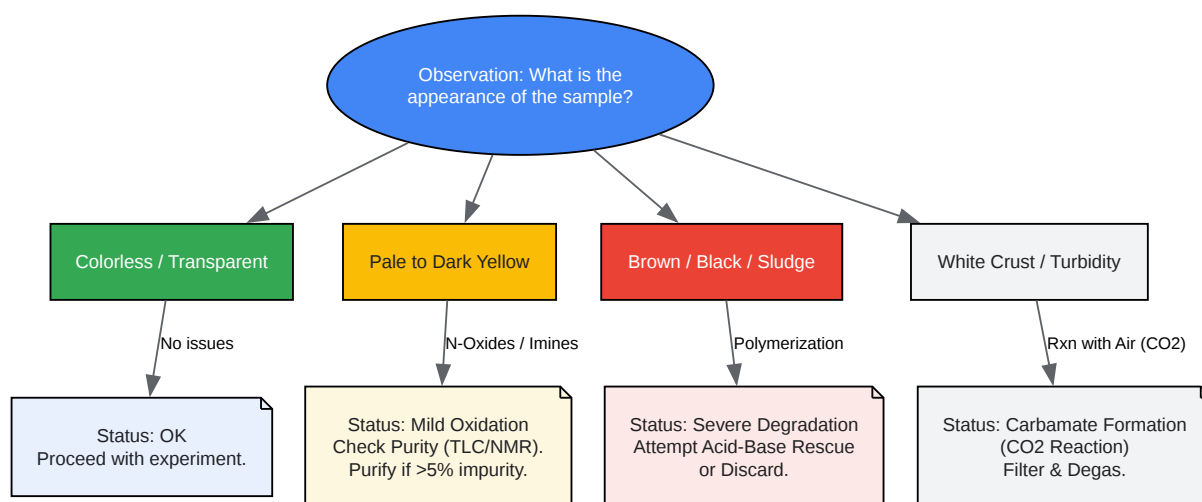 Observation: What is the
appearance of the sample?
Colorless / Transparent
Pale to Dark Yellow
Brown / Black / Sludge
White Crust / Turbidity
No issues
N-Oxides / Imines
Polymerization
Rxn with Air (CO2)
Status: OK
Proceed with experiment.
Status: Mild Oxidation
Check Purity (TLC/NMR).
Purify if >5% impurity.
Status: Severe Degradation
Attempt Acid-Base Rescue
or Discard.
Status: Carbamate Formation
(CO2 Reaction)
Filter & Degas.